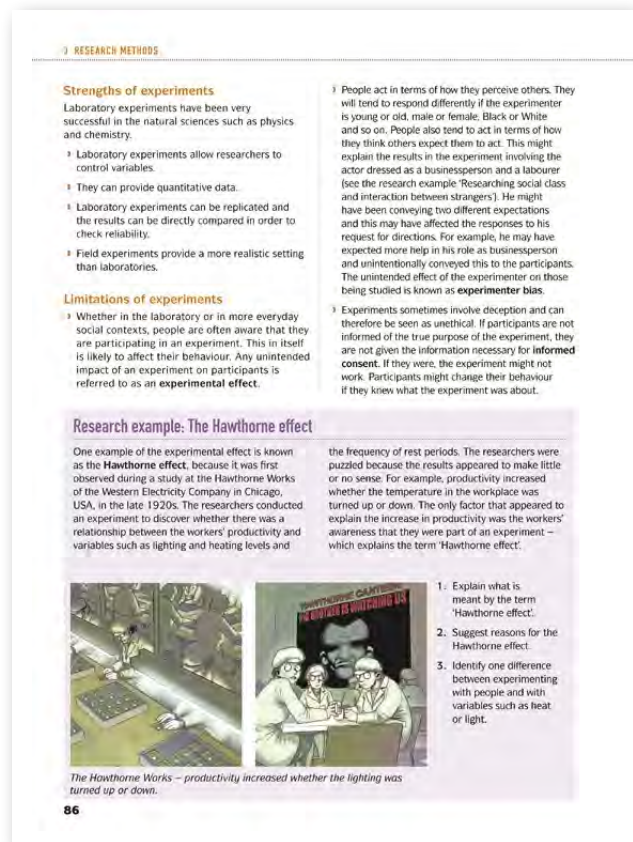 RESEARCH METHODS
Strengths of experiments
Laboratory experiments have been very
successful in the natural sciences such as physics
and chemistry.
Laboratory experiments allow researchers to
control variables.
They can provide quantitative data.
Laboratory experiments can be replicated and
the results can be directly compared in order to
check reliability.
Field experiments provide a more realistic setting
than laboratories.
Limitations of experiments
Whether in the laboratory or in more everyday
social contexts, people are often aware that they
are participating in an experiment. This in itself
is likely to affect their behaviour. Any unintended
impact of an experiment on participants is
referred to as an experimental effect.
People act in terms of how they perceive others. They
will tend to respond differently if the experimenter
is young or old, male or female, Black or White
and so on. People also tend to act in terms of how
they think others expect them to act. This might
explain the results in the experiment involving the
actor dressed as a businessperson and a labourer
(see the research example 'Researching social class
and interaction between strangers'). He might
have been conveying two different expectations
and this may have affected the responses to his
request for directions. For example, he may have
expected more help in his role as businessperson
and unintentionally conveyed this to the participants.
The unintended effect of the experimenter on those
being studied is known as experimenter bias.
Experiments sometimes involve deception and can
therefore be seen as unethical. If participants are not
informed of the true purpose of the experiment, they
are not given the information necessary for informed
consent. If they were, the experiment might not
work. Participants might change their behaviour
if they knew what the experiment was about.
Research example: The Hawthorne effect
One example of the experimental effect is known
as the Hawthorne effect, because it was first
observed during a study at the Hawthorne Works
of the Western Electricity Company in Chicago,
USA, in the late 1920s. The researchers conducted
an experiment to discover whether there was a
relationship between the workers' productivity and
variables such as lighting and heating levels and
the frequency of rest periods. The researchers were
puzzled because the results appeared to make little
or no sense. For example, productivity increased
whether the temperature in the workplace was
turned up or down. The only factor that appeared to
explain the increase in productivity was the workers'
awareness that they were part of an experiment –
which explains the term 'Hawthorne effect'.
HAWTHORNE CANTEEN
BIG BROTHER IS WATCHING US
1. Explain what is
meant by the term
'Hawthorne effect'.
2. Suggest reasons for the
Hawthorne effect.
3. Identify one difference
between experimenting
with people and with
variables such as heat
or light.
The Hawthorne Works – productivity increased whether the lighting was
turned up or down.
86